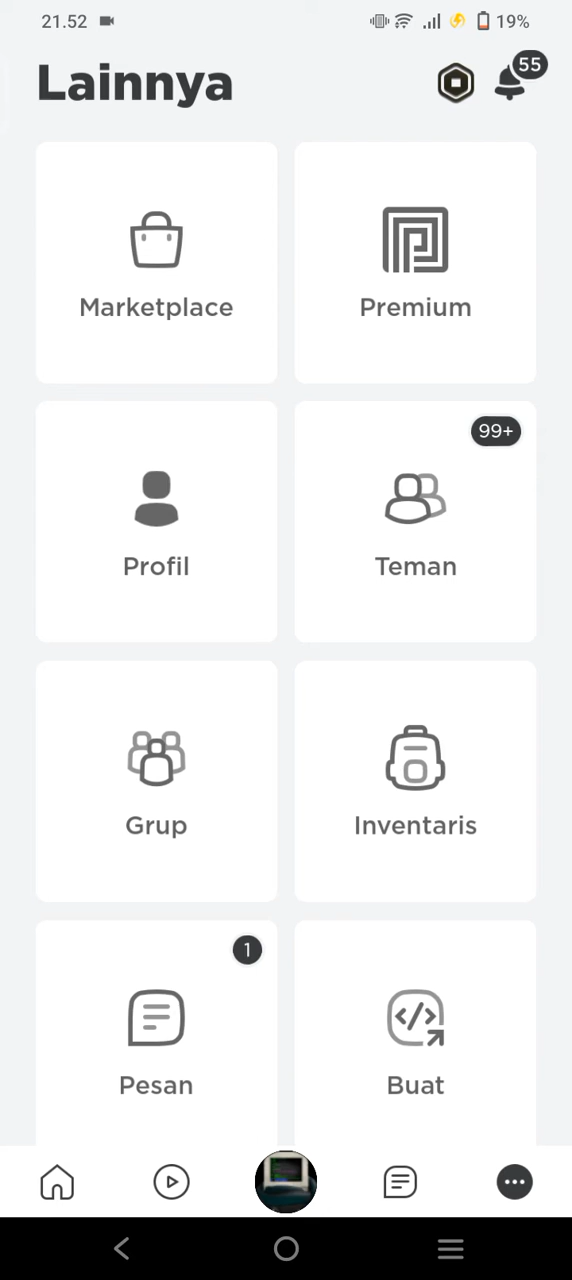 21.52
19%
Lainnya
55
Marketplace
Premium
99+
Profil
Teman
Grup
Inventaris
1
Pesan
Buat